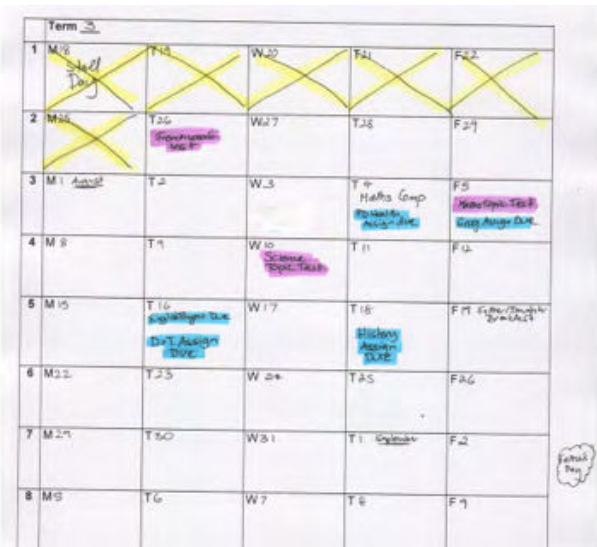 Term 3
1 M18 T19 W20 T21 F22
Staff
Day
2 M25 T26 W27 T28 F29
test
3 M1 August T2 W3 T4 F5
Maths Comp
PD Health
Assign due
Maths Topic Test
Geog Assign Due
4 M8 T9 W10 T11 F12
Science
Topic Test
5 M15 T16 W17 T18 F19
English Assign Due
D+T Assign
Due
History
Assign
Due
Breakfast
6 M22 T23 W24 T25 F26
7 M29 T30 W31 T1 September F2
Day
8 M5 T6 W7 T8 F9